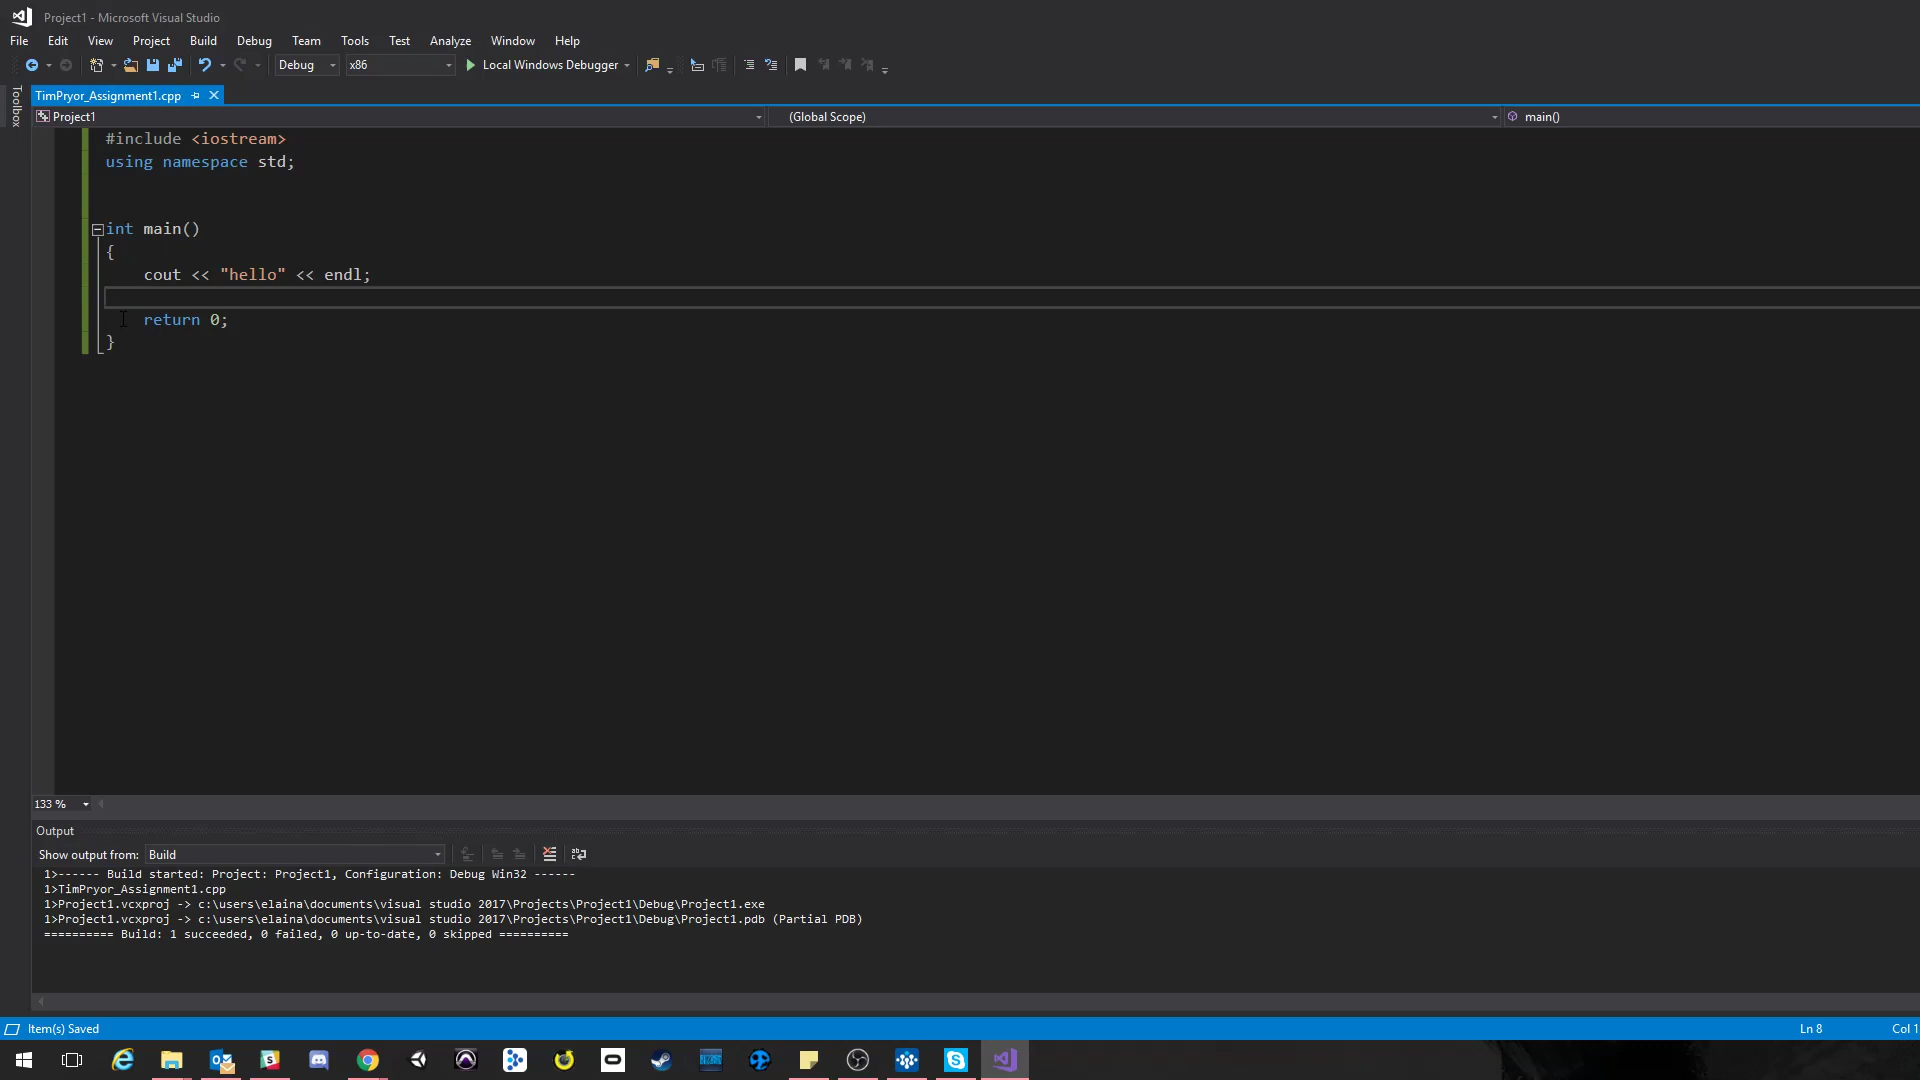 Project1 - Microsoft Visual Studio
File Edit View Project Build Debug Team Tools Test Analyze Window Help
Debug x86 Local Windows Debugger
Toolbox
TimPryor_Assignment1.cpp
Project1 (Global Scope) main()
#include <iostream>
using namespace std;
int main()
{
cout << "hello" << endl;
return 0;
}
133 %
Output
Show output from: Build
1>------ Build started: Project: Project1, Configuration: Debug Win32 ------
1>TimPryor_Assignment1.cpp
1>Project1.vcxproj -> c:\users\elaina\documents\visual studio 2017\Projects\Project1\Debug\Project1.exe
1>Project1.vcxproj -> c:\users\elaina\documents\visual studio 2017\Projects\Project1\Debug\Project1.pdb (Partial PDB)
========== Build: 1 succeeded, 0 failed, 0 up-to-date, 0 skipped ==========
Item(s) Saved Ln 8 Col 1